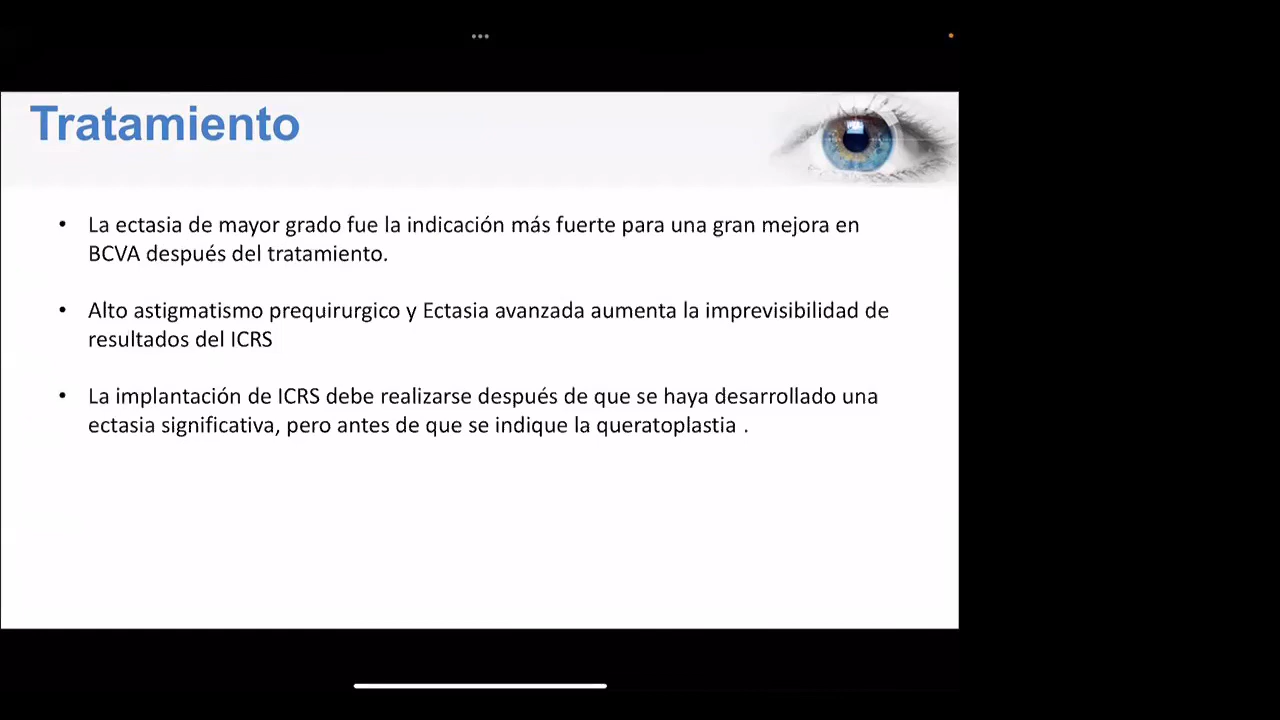 Tratamiento
• La ectasia de mayor grado fue la indicación más fuerte para una gran mejora en
BCVA después del tratamiento.
• Alto astigmatismo prequirurgico y Ectasia avanzada aumenta la imprevisibilidad de
resultados del ICRS
• La implantación de ICRS debe realizarse después de que se haya desarrollado una
ectasia significativa, pero antes de que se indique la queratoplastia .